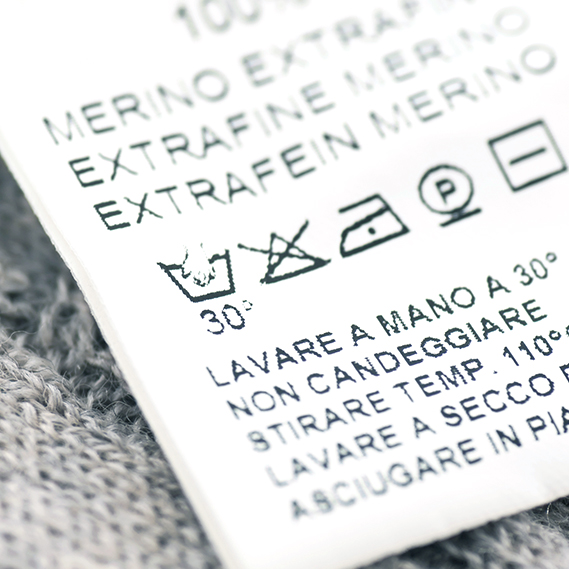 100%
MERINO EXTRAFINE
EXTRAFINE MERINO
EXTRAFEIN MERINO
P
30°
LAVARE A MANO A 30°
NON CANDEGGIARE
STIRARE TEMP. 110°
LAVARE A SECCO
ASCIUGARE IN